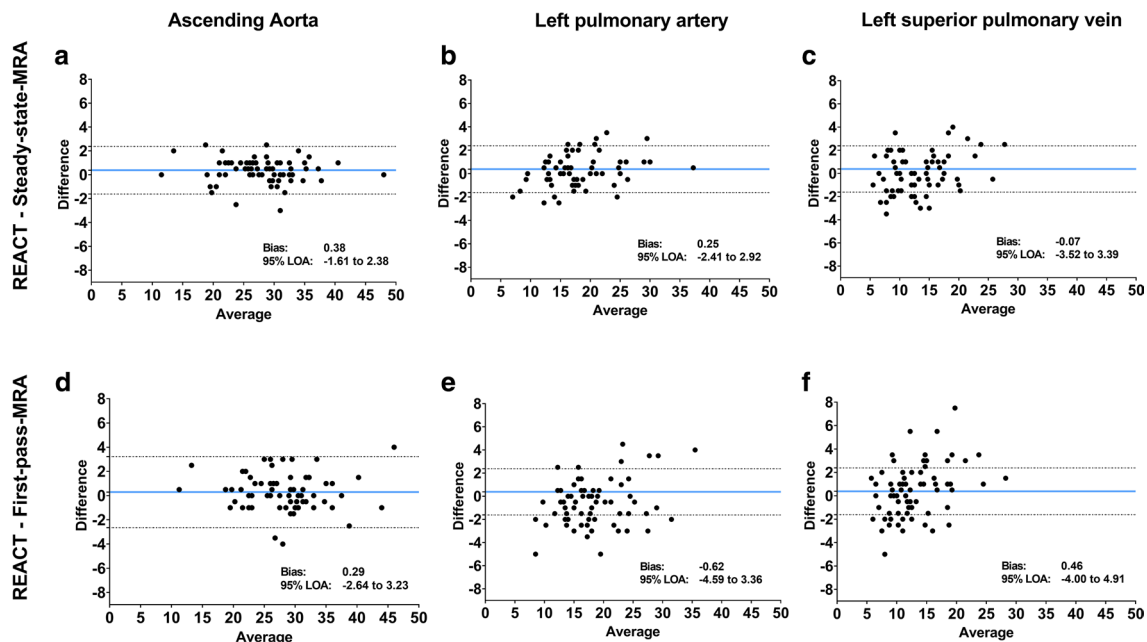 Ascending Aorta
Left pulmonary artery
Left superior pulmonary vein
REACT - Steady-state-MRA
a
8
6
4
2
0
-2
-4
-6
-8
Difference
Bias: 0.38
95% LOA: -1.61 to 2.38
0 5 10 15 20 25 30 35 40 45 50
Average
b
8
6
4
2
0
-2
-4
-6
-8
Difference
Bias: 0.25
95% LOA: -2.41 to 2.92
0 5 10 15 20 25 30 35 40 45 50
Average
c
8
6
4
2
0
-2
-4
-6
-8
Difference
Bias: -0.07
95% LOA: -3.52 to 3.39
0 5 10 15 20 25 30 35 40 45 50
Average
REACT - First-pass-MRA
d
8
6
4
2
0
-2
-4
-6
-8
Difference
Bias: 0.29
95% LOA: -2.64 to 3.23
0 5 10 15 20 25 30 35 40 45 50
Average
e
8
6
4
2
0
-2
-4
-6
-8
Difference
Bias: -0.62
95% LOA: -4.59 to 3.36
0 5 10 15 20 25 30 35 40 45 50
Average
f
8
6
4
2
0
-2
-4
-6
-8
Difference
Bias: 0.46
95% LOA: -4.00 to 4.91
0 5 10 15 20 25 30 35 40 45 50
Average